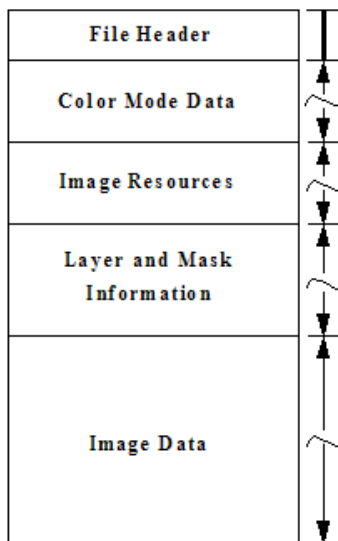 File Header
Color Mode Data
Image Resources
Layer and Mask
Information
Image Data